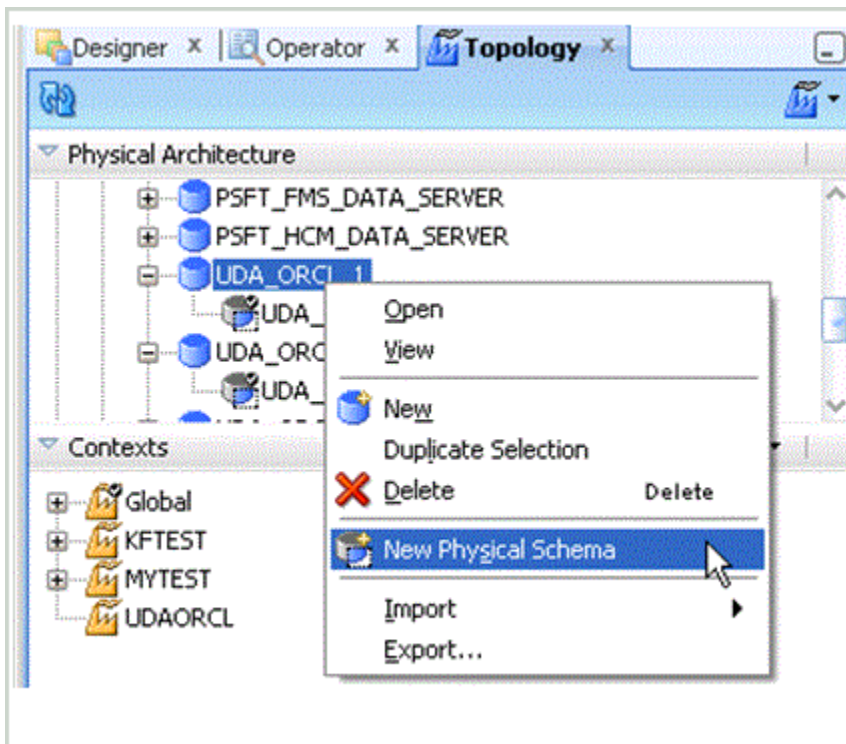 Designer x Operator x Topology x
Physical Architecture
PSFT_FMS_DATA_SERVER
PSFT_HCM_DATA_SERVER
UDA_ORCL_1
UDA_
UDA_ORC
UDA_
Contexts
Global
KFTEST
MYTEST
UDAORCL
Open
View
New
Duplicate Selection
Delete Delete
New Physical Schema
Import
Export...